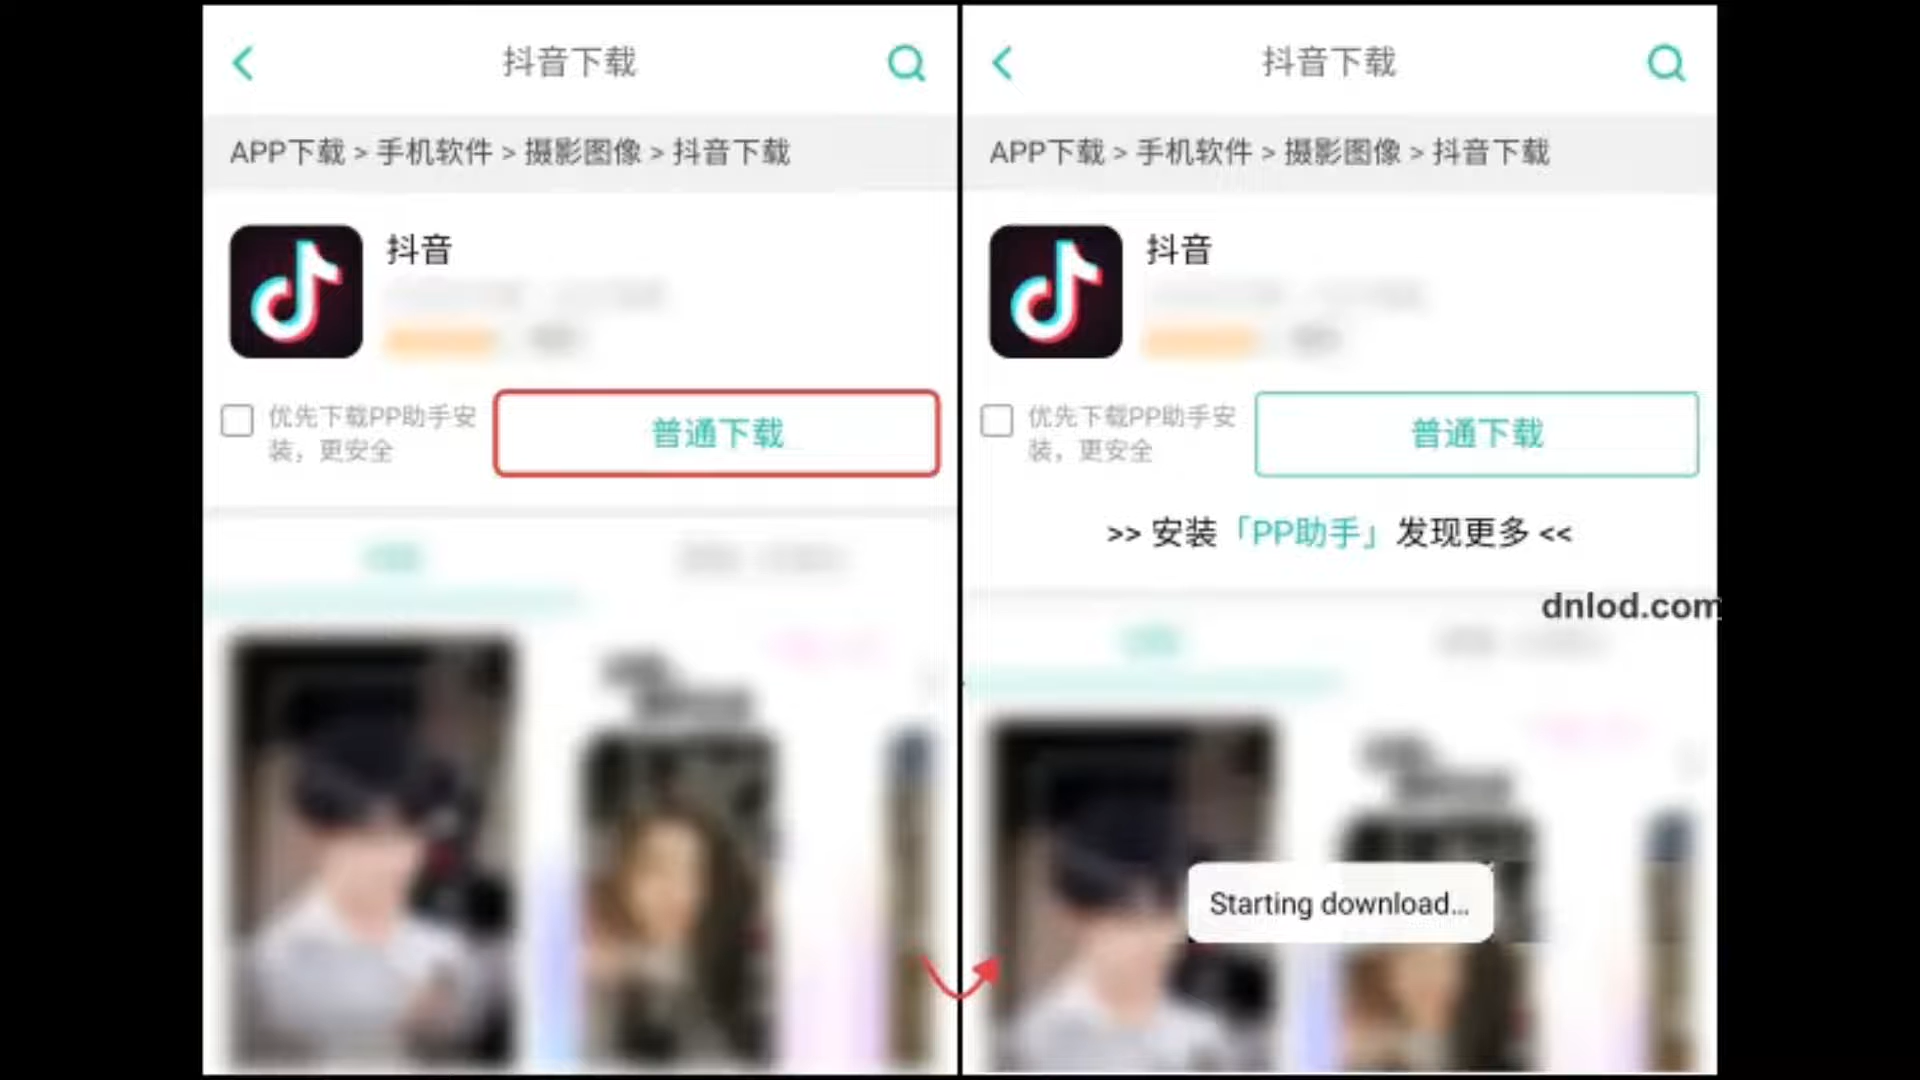 抖音下载
APP下载 > 手机软件 > 摄影图像 > 抖音下载
抖音
优先下载PP助手安
装，更安全
普通下载
抖音下载
APP下载 > 手机软件 > 摄影图像 > 抖音下载
抖音
优先下载PP助手安
装，更安全
普通下载
>> 安装「PP助手」发现更多 <<
dnlod.com
Starting download...